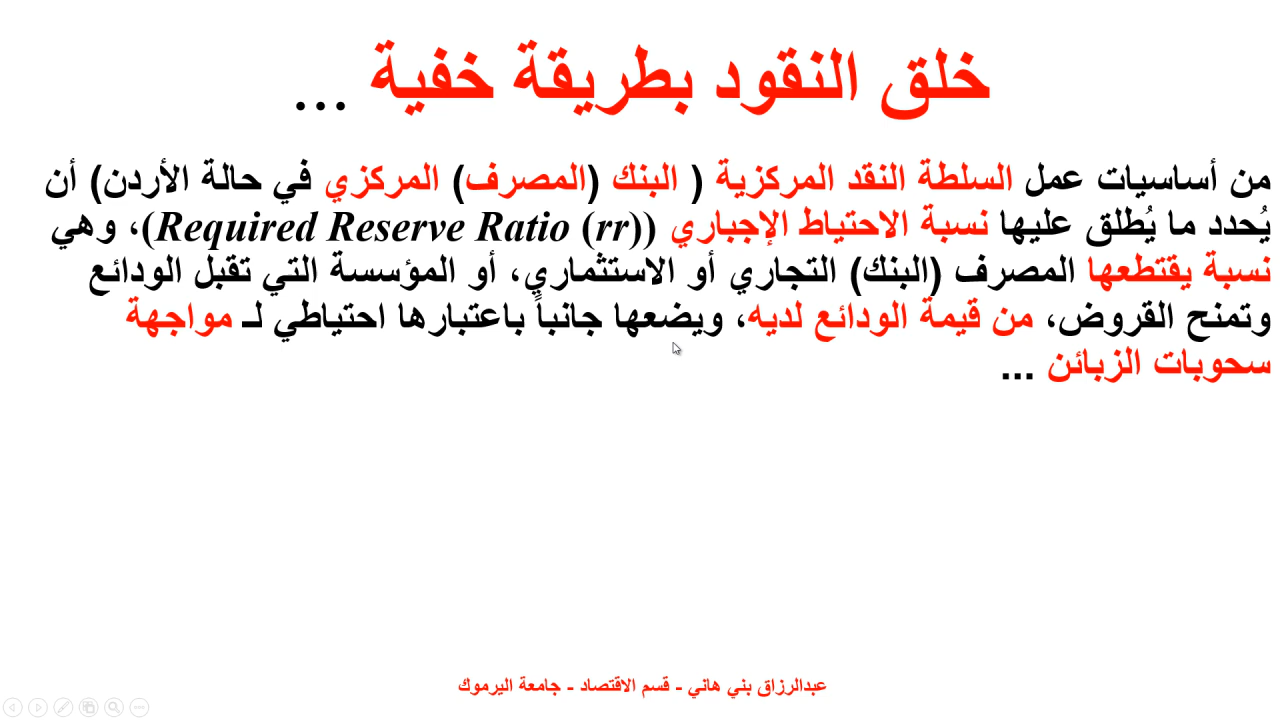 خلق النقود بطريقة خفية ...
من أساسيات عمل السلطة النقد المركزية ( البنك (المصرف) المركزي في حالة الأردن) أن
يُحدد ما يُطلق عليها نسبة الاحتياط الإجباري (Required Reserve Ratio (rr))، وهي
نسبة يقتطعها المصرف (البنك) التجاري أو الاستثماري، أو المؤسسة التي تقبل الودائع
وتمنح القروض، من قيمة الودائع لديه، ويضعها جانباً باعتبارها احتياطي لـ مواجهة
سحوبات الزبائن ...
عبدالرزاق بني هاني - قسم الاقتصاد - جامعة اليرموك